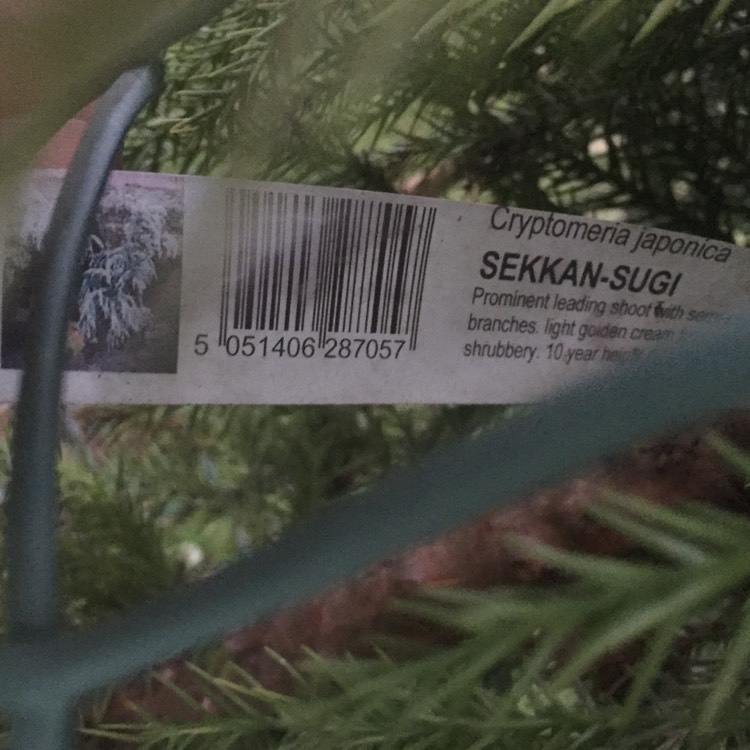 5 051406 287057
Cryptomeria japonica
SEKKAN-SUGI
Prominent leading shoot with
branches. light golden cream
shrubbery. 10 year